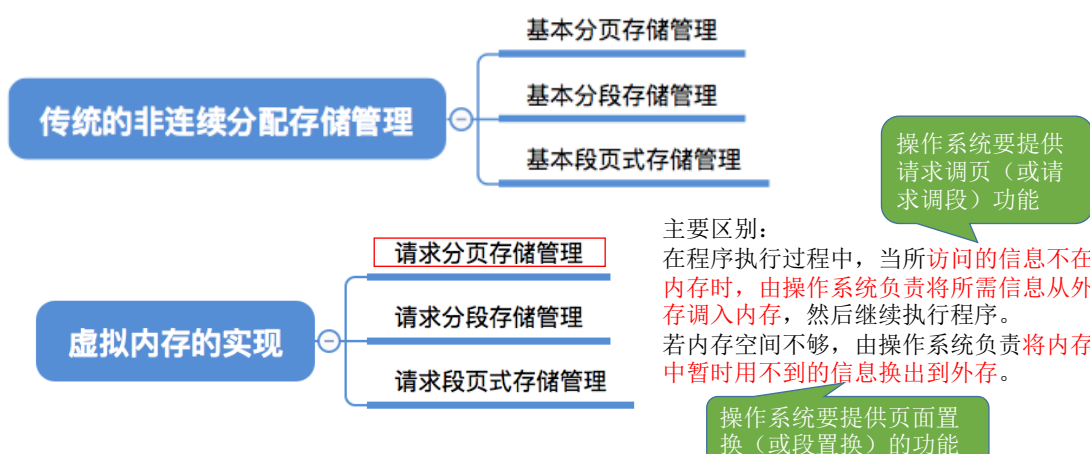 基本分页存储管理
传统的非连续分配存储管理
基本分段存储管理
基本段页式存储管理
操作系统要提供
请求调页（或请
求调段）功能
请求分页存储管理
虚拟内存的实现
请求分段存储管理
请求段页式存储管理
主要区别：
在程序执行过程中，当所访问的信息不在
内存时，由操作系统负责将所需信息从外
存调入内存，然后继续执行程序。
若内存空间不够，由操作系统负责将内存
中暂时用不到的信息换出到外存。
操作系统要提供页面置
换（或段置换）的功能